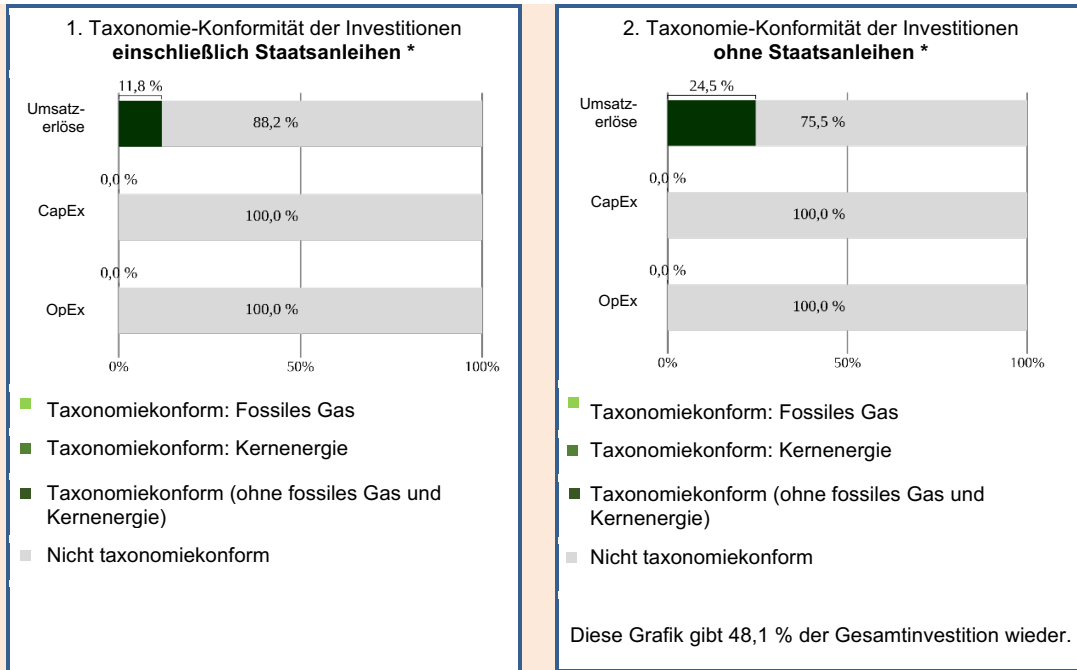 1. Taxonomie-Konformität der Investitionen
einschließlich Staatsanleihen *
11,8 %
Umsatz-
erlöse
88,2 %
0,0 %
CapEx
100,0 %
0,0 %
OpEx
100,0 %
0%
50%
100%
Taxonomiekonform: Fossiles Gas
Taxonomiekonform: Kernenergie
Taxonomiekonform (ohne fossiles Gas und
Kernenergie)
Nicht taxonomiekonform
2. Taxonomie-Konformität der Investitionen
ohne Staatsanleihen *
24,5 %
Umsatz-
erlöse
75,5 %
0,0 %
CapEx
100,0 %
0,0 %
OpEx
100,0 %
0%
50%
100%
Taxonomiekonform: Fossiles Gas
Taxonomiekonform: Kernenergie
Taxonomiekonform (ohne fossiles Gas und
Kernenergie)
Nicht taxonomiekonform
Diese Grafik gibt 48,1 % der Gesamtinvestition wieder.